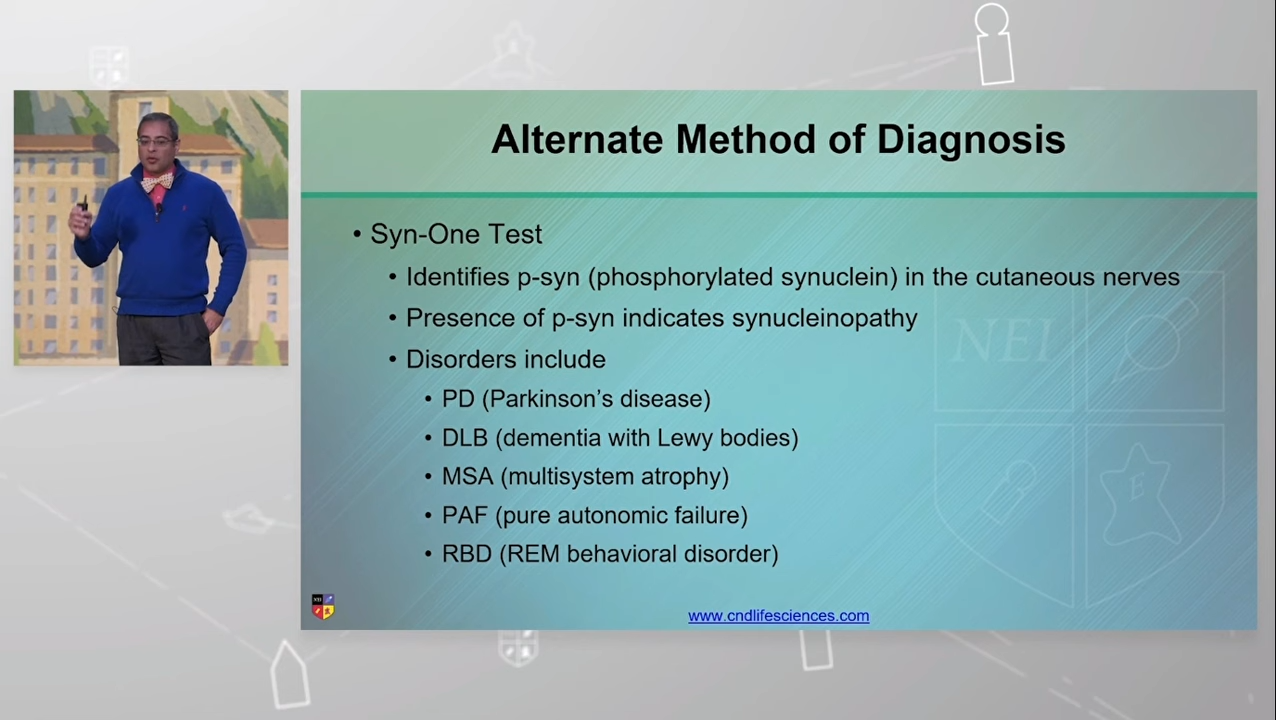 Alternate Method of Diagnosis
• Syn-One Test
• Identifies p-syn (phosphorylated synuclein) in the cutaneous nerves
• Presence of p-syn indicates synucleinopathy
• Disorders include
• PD (Parkinson’s disease)
• DLB (dementia with Lewy bodies)
• MSA (multisystem atrophy)
• PAF (pure autonomic failure)
• RBD (REM behavioral disorder)
NEI
E
NEI
www.cndlifesciences.com